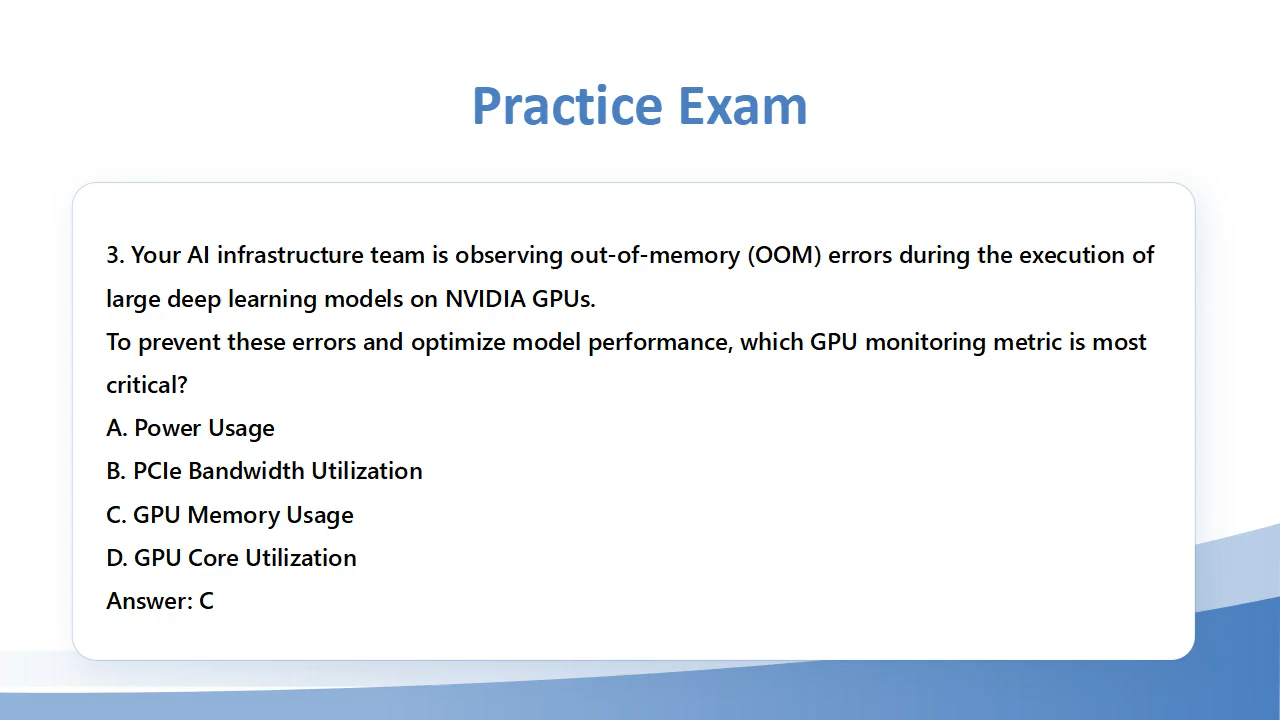 Practice Exam
3. Your AI infrastructure team is observing out-of-memory (OOM) errors during the execution of
large deep learning models on NVIDIA GPUs.
To prevent these errors and optimize model performance, which GPU monitoring metric is most
critical?
A. Power Usage
B. PCIe Bandwidth Utilization
C. GPU Memory Usage
D. GPU Core Utilization
Answer: C